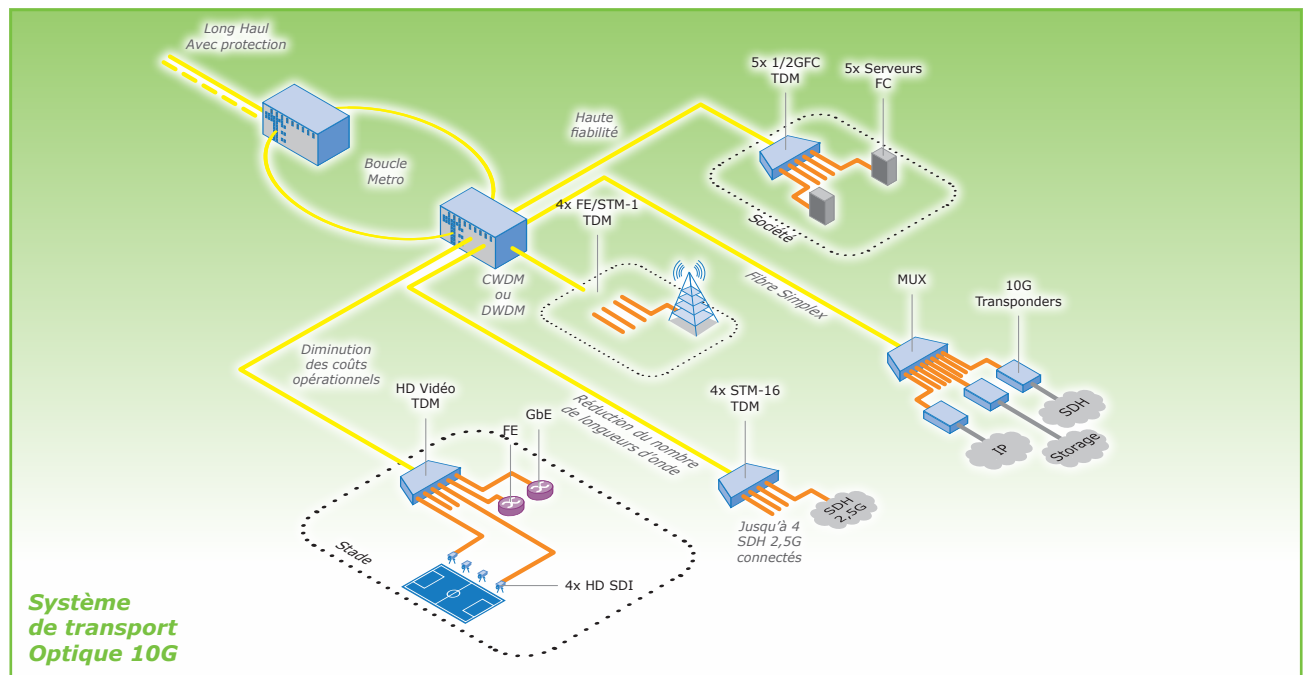 Long Haul
Avec protection
5x 1/2GFC
TDM
5x Serveurs
FC
Haute
fiabilité
Boucle
Metro
4x FE/STM-1
TDM
Société
CWDM
ou
DWDM
Fibre Simplex
MUX
10G
Transponders
SDH
Storage
IP
Diminution
des coûts
opérationnels
HD Vidéo
TDM
GbE
FE
Réduction du nombre
de longueurs d'onde
4x STM-16
TDM
SDH
2,5G
Jusqu'à 4
SDH 2,5G
connectés
Stade
4x HD SDI
Système
de transport
Optique 10G